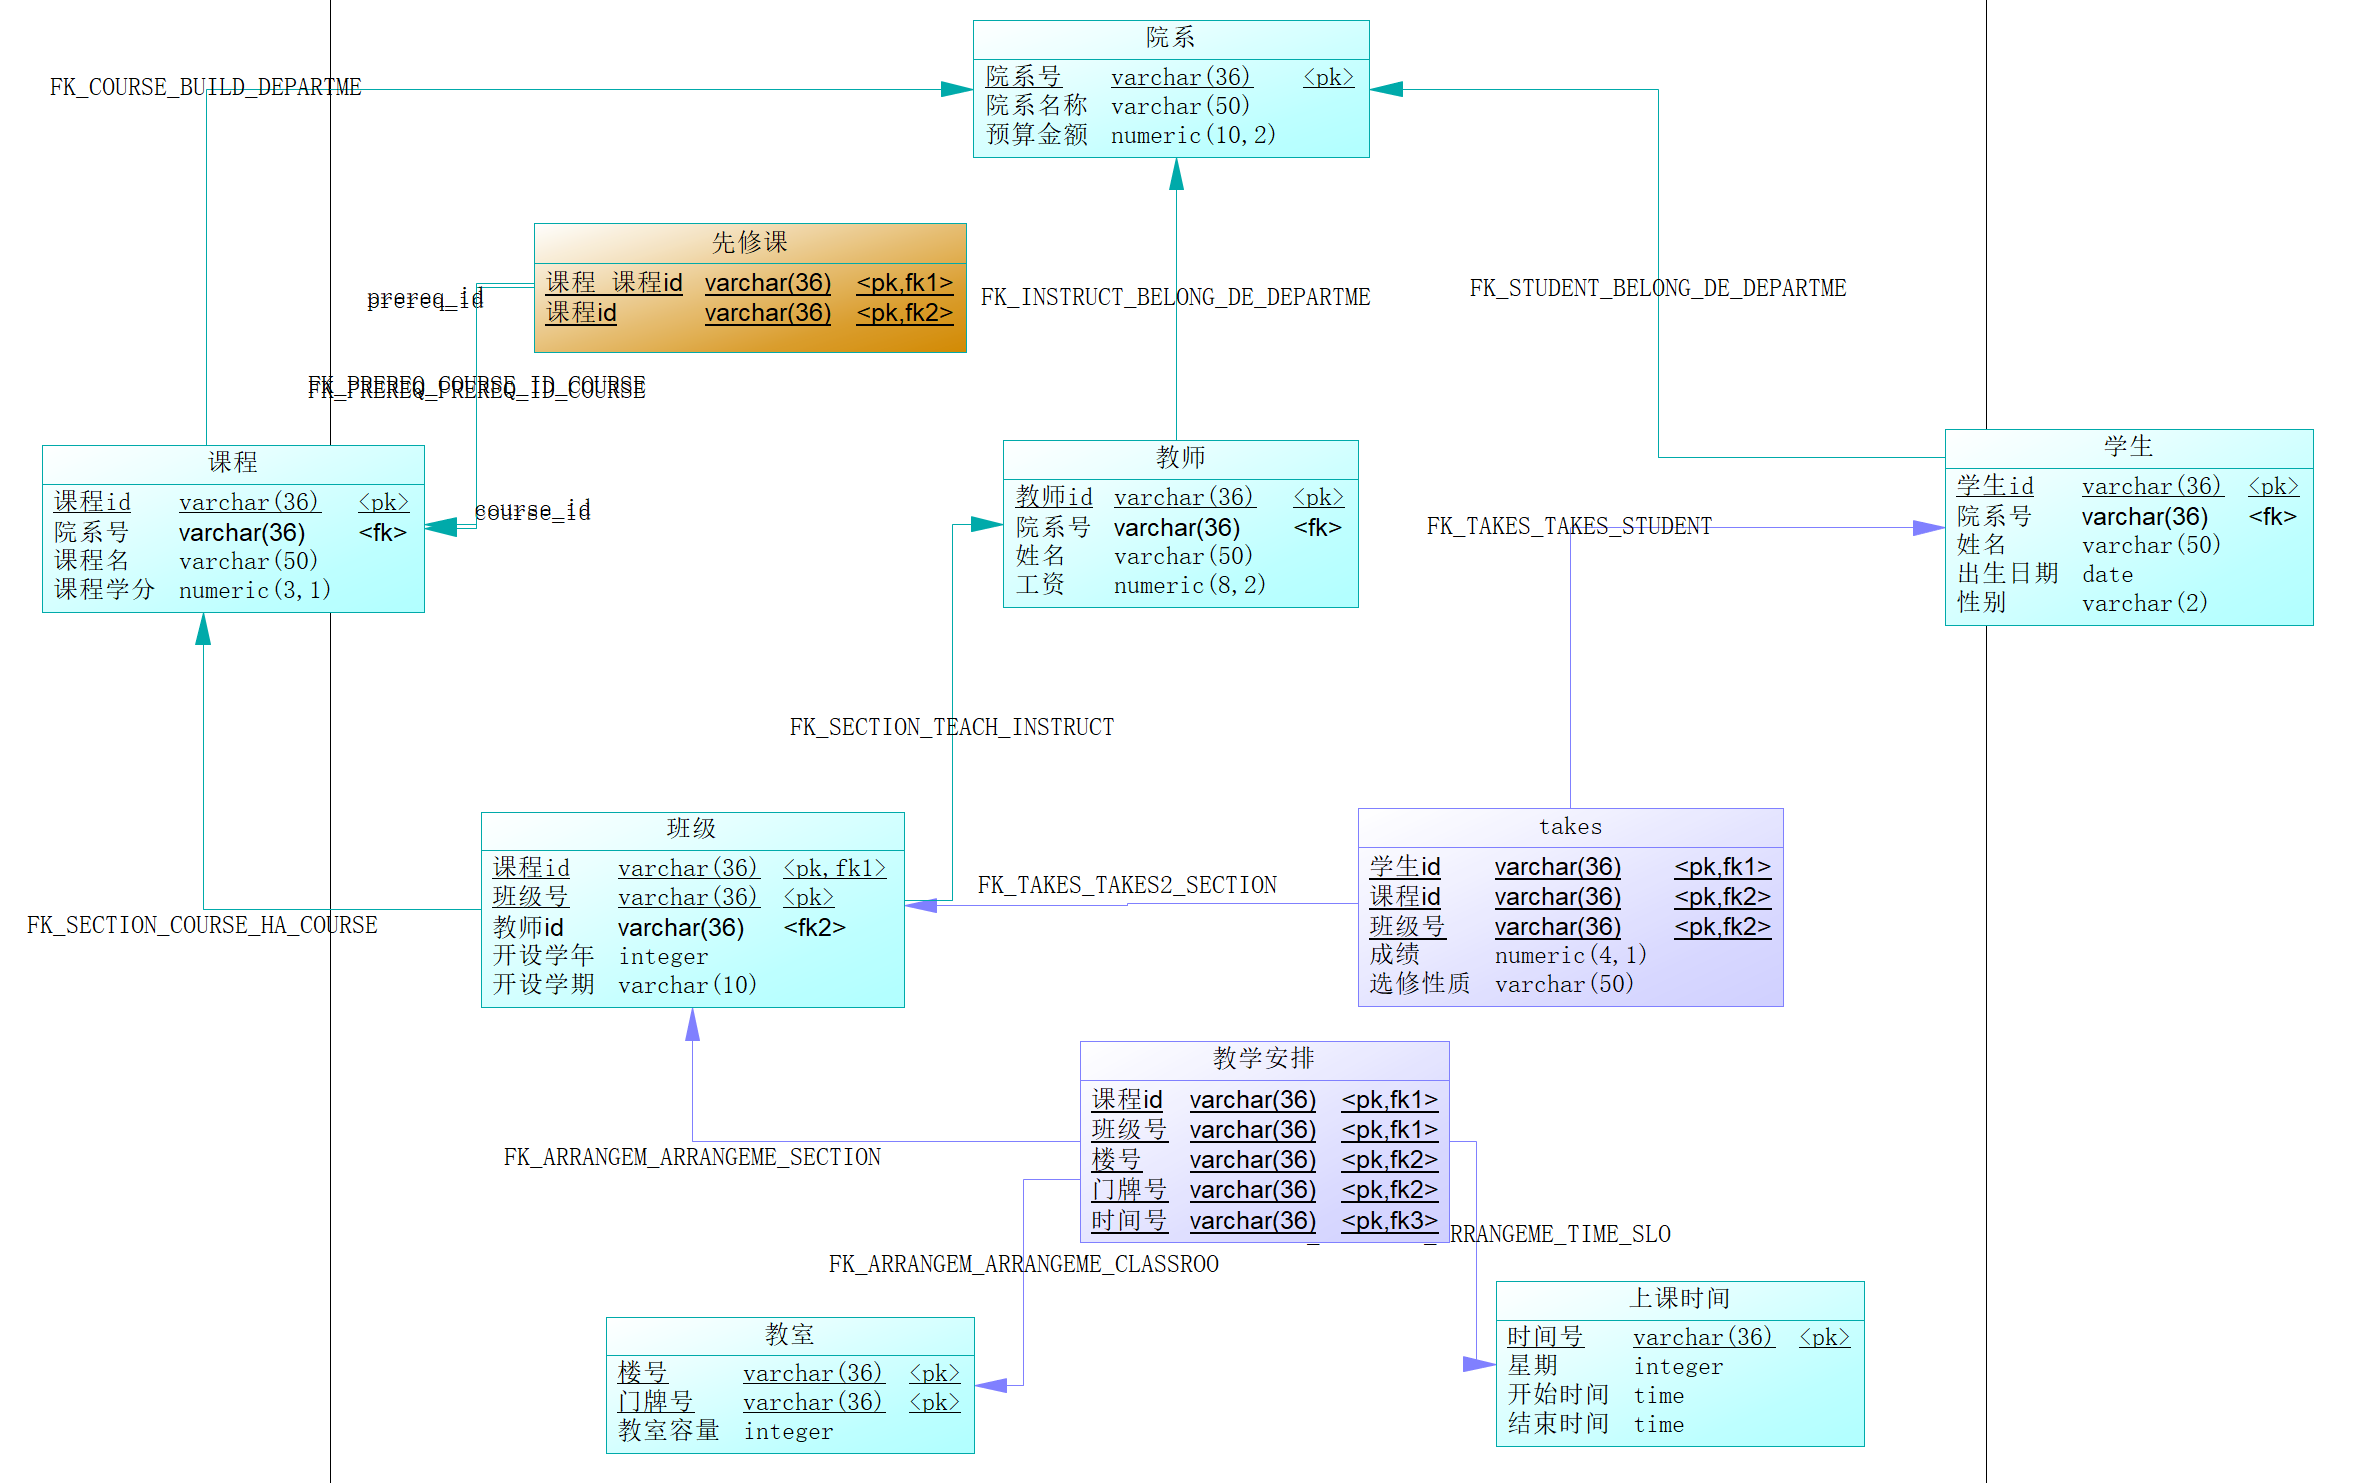 院系
院系号 varchar(36) <pk>
院系名称 varchar(50)
预算金额 numeric(10,2)
FK_COURSE_BUILD_DEPARTME
先修课
课程_课程id varchar(36) <pk,fk1>
课程id varchar(36) <pk,fk2>
prereq_id
prereq_id
FK_INSTRUCT_BELONG_DE_DEPARTME
FK_STUDENT_BELONG_DE_DEPARTME
FK_PREREQ_COURSE_ID_COURSE
FK_PREREQ_PREREQ_ID_COURSE
课程
课程id varchar(36) <pk>
院系号 varchar(36) <fk>
课程名 varchar(50)
课程学分 numeric(3,1)
course_id
course_id
教师
教师id varchar(36) <pk>
院系号 varchar(36) <fk>
姓名 varchar(50)
工资 numeric(8,2)
学生
学生id varchar(36) <pk>
院系号 varchar(36) <fk>
姓名 varchar(50)
出生日期 date
性别 varchar(2)
FK_TAKES_TAKES_STUDENT
FK_SECTION_TEACH_INSTRUCT
班级
课程id varchar(36) <pk,fk1>
班级号 varchar(36) <pk>
教师id varchar(36) <fk2>
开设学年 integer
开设学期 varchar(10)
FK_SECTION_COURSE_HA_COURSE
FK_TAKES_TAKES2_SECTION
takes
学生id varchar(36) <pk,fk1>
课程id varchar(36) <pk,fk2>
班级号 varchar(36) <pk,fk2>
成绩 numeric(4,1)
选修性质 varchar(50)
教学安排
课程id varchar(36) <pk,fk1>
班级号 varchar(36) <pk,fk1>
楼号 varchar(36) <pk,fk2>
门牌号 varchar(36) <pk,fk2>
时间号 varchar(36) <pk,fk3>
FK_ARRANGEM_ARRANGEME_SECTION
RRANGEME_TIME_SLO
FK_ARRANGEM_ARRANGEME_CLASSROO
教室
楼号 varchar(36) <pk>
门牌号 varchar(36) <pk>
教室容量 integer
上课时间
时间号 varchar(36) <pk>
星期 integer
开始时间 time
结束时间 time